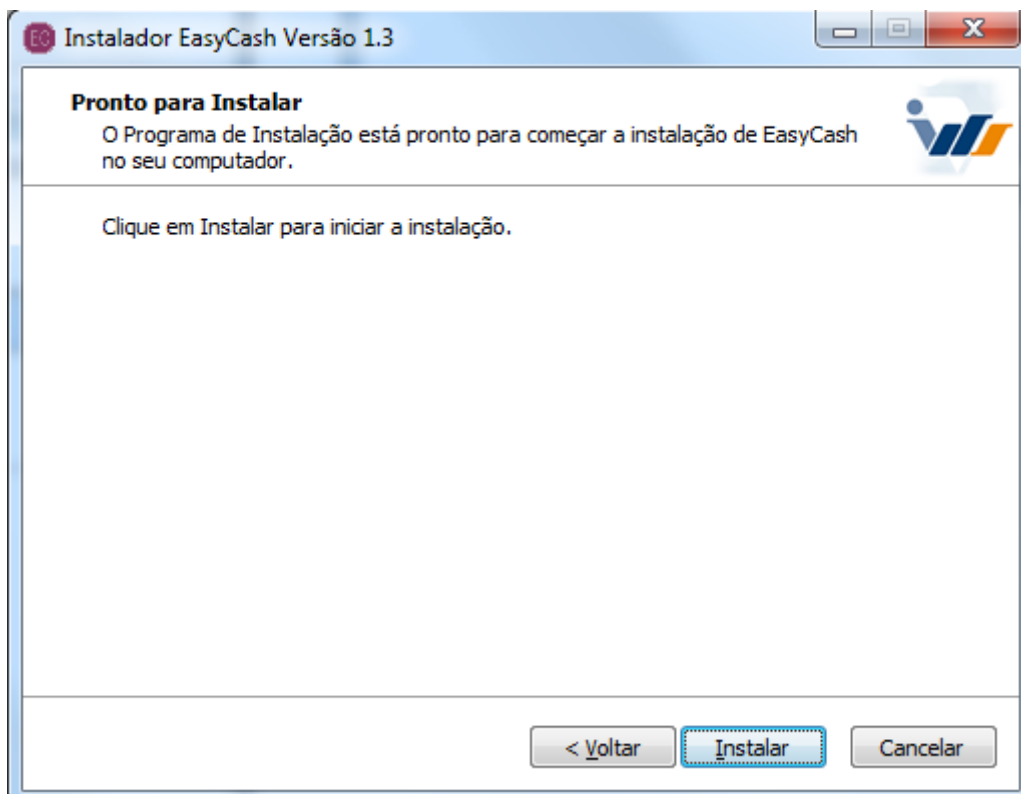 EC Instalador EasyCash Versão 1.3
Pronto para Instalar
O Programa de Instalação está pronto para começar a instalação de EasyCash
no seu computador.
Clique em Instalar para iniciar a instalação.
< Voltar Instalar Cancelar